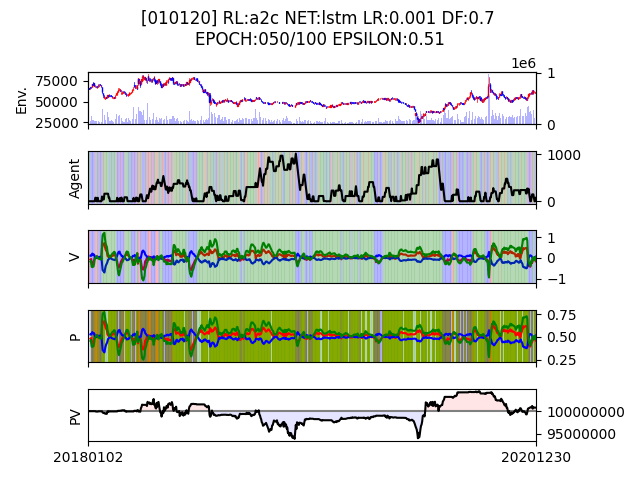 [010120] RL:a2c NET:lstm LR:0.001 DF:0.7
EPOCH:050/100 EPSILON:0.51
1e6
Env.
75000
50000
25000
1
0
Agent
1000
0
V
1
0
−1
P
0.75
0.50
0.25
PV
100000000
95000000
20180102
20201230